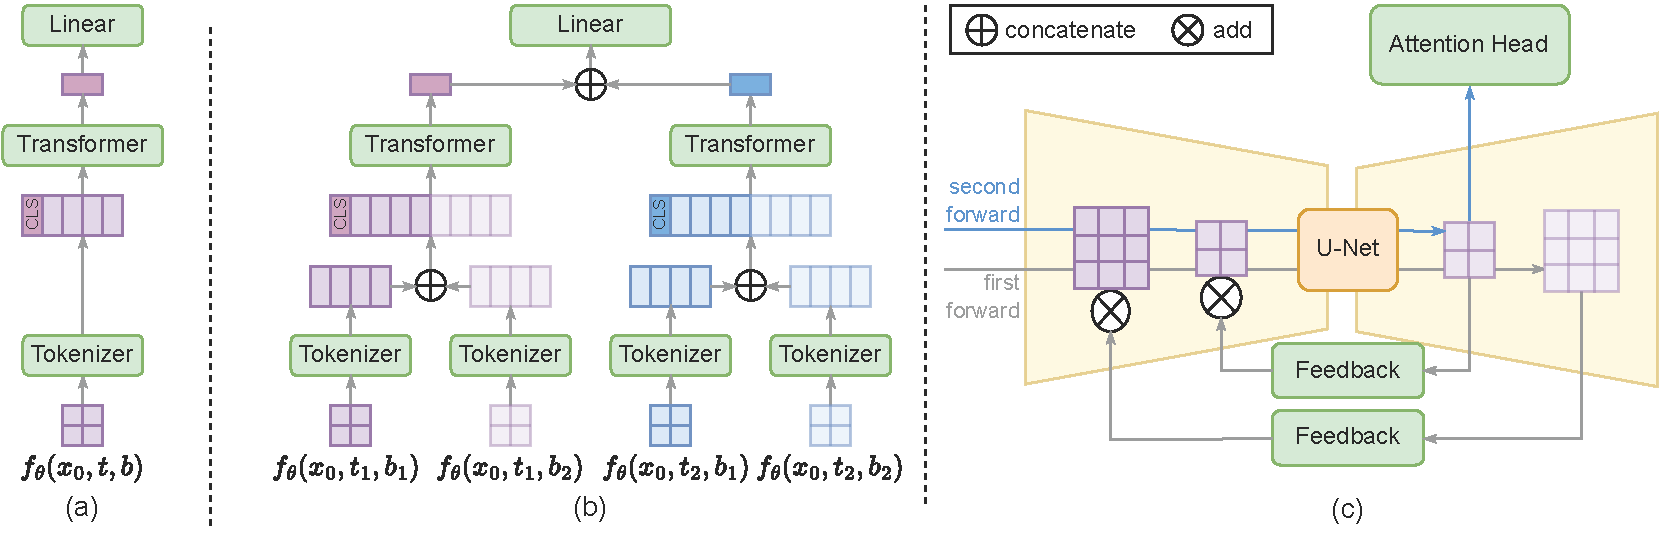 Linear
Transformer
CLS
Tokenizer
$f_\theta(x_0, t, b)$
(a)
Linear
Transformer
Transformer
CLS
CLS
Tokenizer
Tokenizer
Tokenizer
Tokenizer
$f_\theta(x_0, t_1, b_1)$
$f_\theta(x_0, t_1, b_2)$
$f_\theta(x_0, t_2, b_1)$
$f_\theta(x_0, t_2, b_2)$
(b)
concatenate
add
Attention Head
second
forward
U-Net
first
forward
Feedback
Feedback
(c)